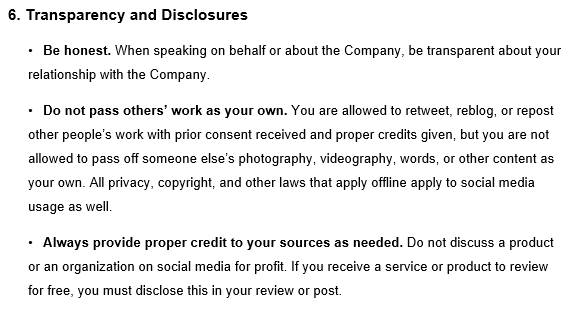 6. Transparency and Disclosures
• Be honest. When speaking on behalf or about the Company, be transparent about your
relationship with the Company.
• Do not pass others’ work as your own. You are allowed to retweet, reblog, or repost
other people’s work with prior consent received and proper credits given, but you are not
allowed to pass off someone else’s photography, videography, words, or other content as
your own. All privacy, copyright, and other laws that apply offline apply to social media
usage as well.
• Always provide proper credit to your sources as needed. Do not discuss a product
or an organization on social media for profit. If you receive a service or product to review
for free, you must disclose this in your review or post.